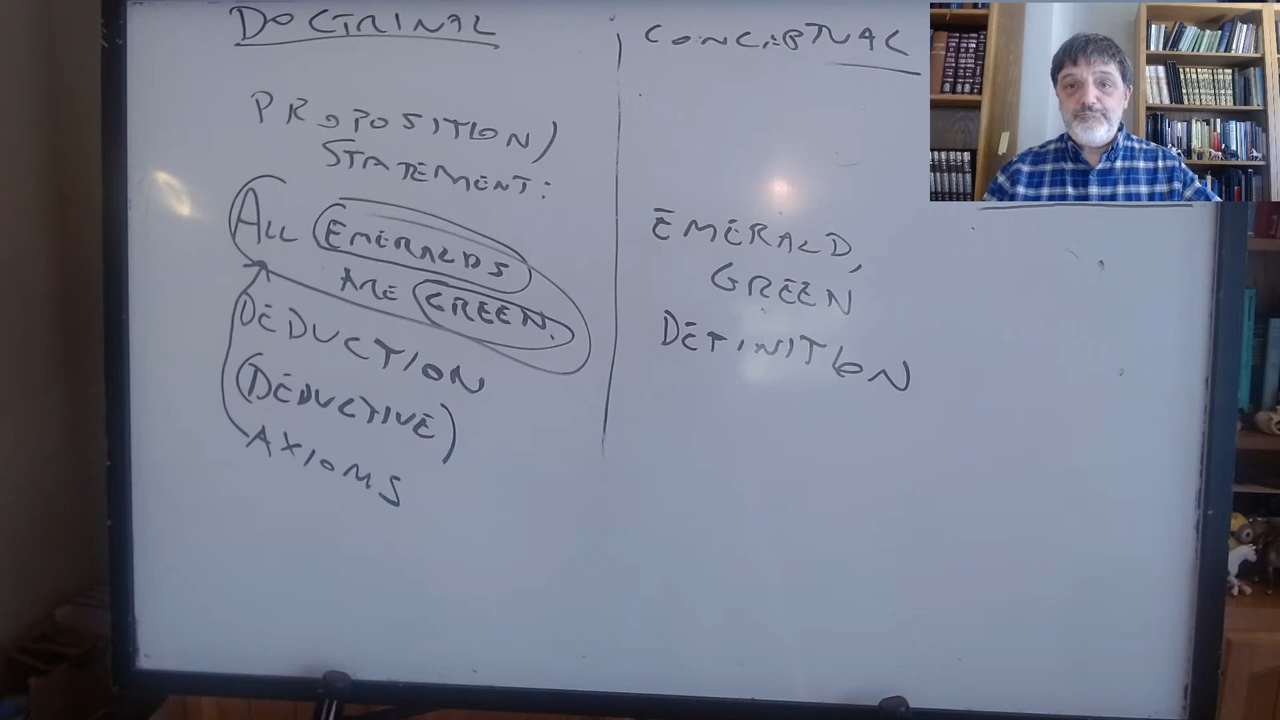 DOCTRINAL
PROPOSITION/
STATEMENT:
ALL EMERALDS
ARE GREEN.
DEDUCTION
(DEDUCTIVE)
AXIOMS
CONCEPTUAL
EMERALD,
GREEN
DEFINITION